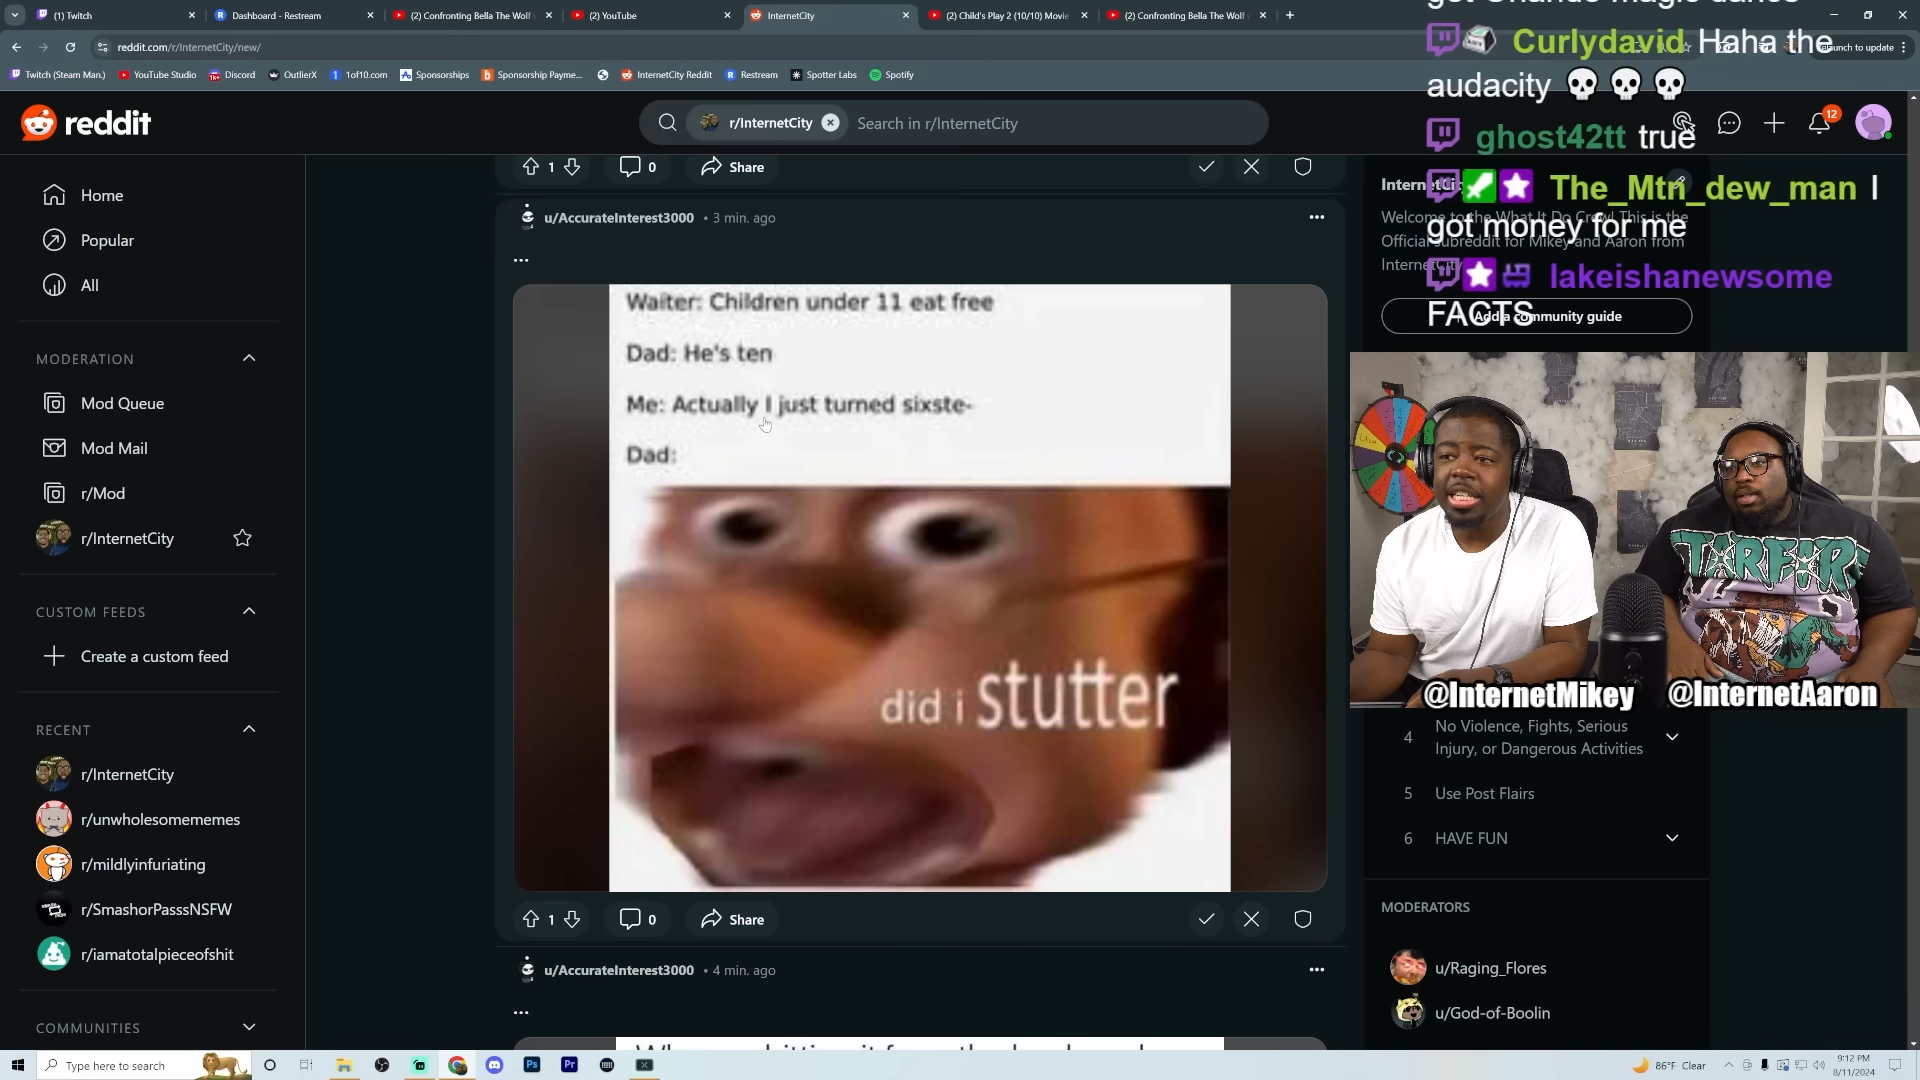 (1) Twitch
Dashboard - Restream
(2) Confronting Bella The Wolf
(2) YouTube
InternetCity
(2) Child's Play 2 (10/10) Movie
(2) Confronting Bella The Wolf
reddit.com/r/InternetCity/new/
Twitch (Steam Man.)
YouTube Studio
Discord
OutlierX
1of10.com
Sponsorships
Sponsorship Payme...
InternetCity Reddit
Restream
Spotter Labs
Spotify
Curlydavid Haha the
audacity 💀 💀 💀
ghost42tt true
The_Mtn_dew_man I
got money for me
lakeishanewsome
FACTS
reddit
r/InternetCity
Search in r/InternetCity
12
Home
Popular
All
MODERATION
Mod Queue
Mod Mail
r/Mod
r/InternetCity
CUSTOM FEEDS
Create a custom feed
RECENT
r/InternetCity
r/unwholesomememes
r/mildlyinfuriating
r/SmashorPasssNSFW
r/iamatotalpieceofshit
COMMUNITIES
1
0
Share
u/AccurateInterest3000 • 3 min. ago
...
Waiter: Children under 11 eat free
Dad: He's ten
Me: Actually I just turned sixste-
Dad:
did i stutter
1
0
Share
u/AccurateInterest3000 • 4 min. ago
...
Welcome to the What It Do Crew! This is the
Official subreddit for Mikey and Aaron from
Add a community guide
@InternetMikey
@InternetAaron
4
No Violence, Fights, Serious
Injury, or Dangerous Activities
5 Use Post Flairs
6 HAVE FUN
MODERATORS
u/Raging_Flores
u/God-of-Boolin
Type here to search
86°F Clear
9:12 PM
8/11/2024